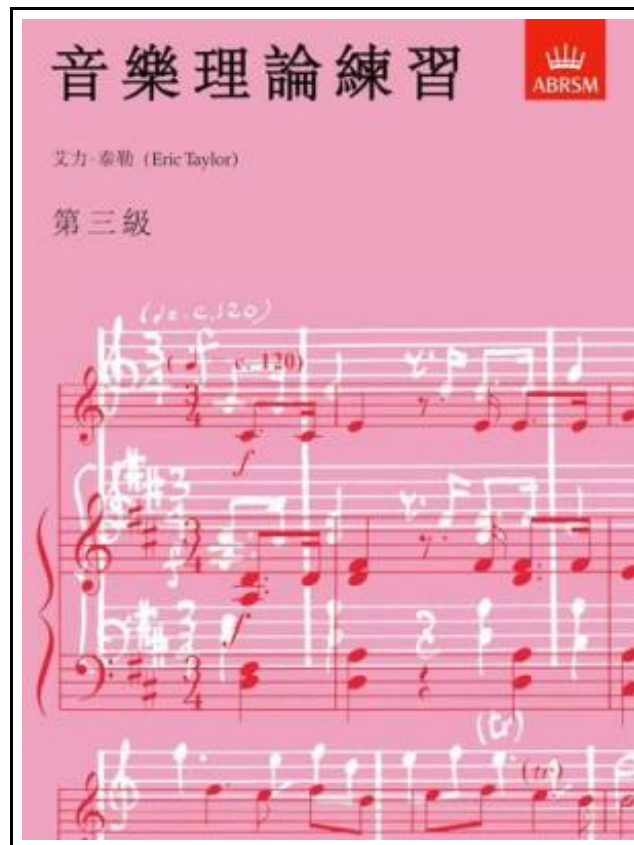 音樂理論練習
ABRSM
艾力·泰勒 (Eric Taylor)
第三級
(♩= c.120)
(♩ = c. 120)
f
f
(tr)
(tr)